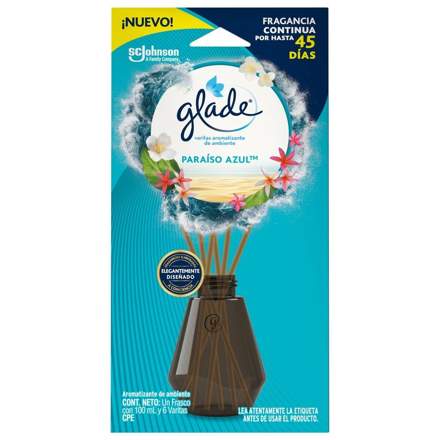 ¡NUEVO!
FRAGANCIA
CONTINUA
POR HASTA 45
DÍAS
SCJohnson
A Family Company
glade
varitas aromatizante
de ambiente
PARAÍSO AZUL™
ELEGANTEMENTE
DISEÑADO
Aromatizante de ambiente
CONT. NETO: Un Frasco
con 100 mL y 6 Varitas
CPE
LEA ATENTAMENTE LA ETIQUETA
ANTES DE USAR EL PRODUCTO.